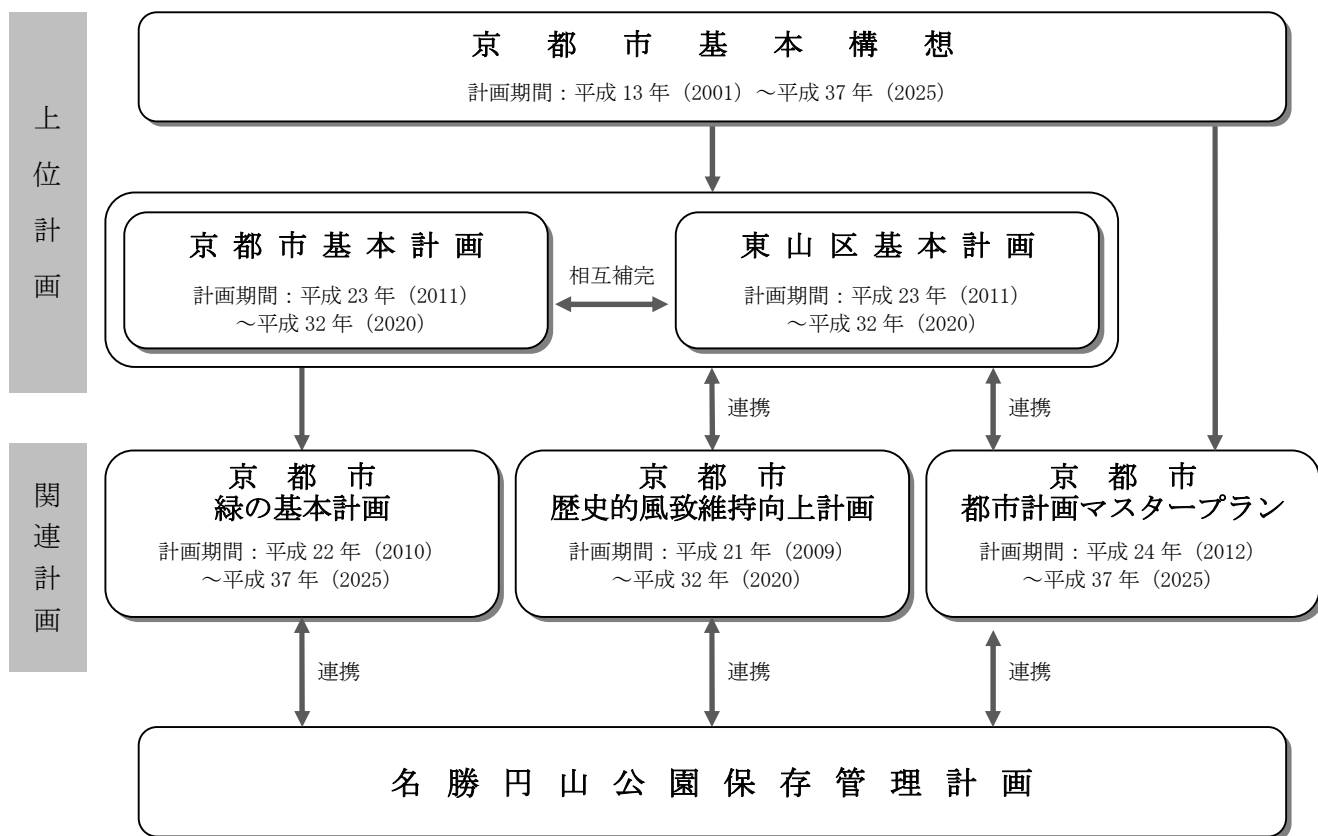 上位計画
京都市基本構想
計画期間：平成 13 年（2001）～平成 37 年（2025）
京都市基本計画
計画期間：平成 23 年（2011）
～平成 32 年（2020）
相互補完
東山区基本計画
計画期間：平成 23 年（2011）
～平成 32 年（2020）
連携
連携
関連計画
京都市
緑の基本計画
計画期間：平成 22 年（2010）
～平成 37 年（2025）
京都市
歴史的風致維持向上計画
計画期間：平成 21 年（2009）
～平成 32 年（2020）
京都市
都市計画マスタープラン
計画期間：平成 24 年（2012）
～平成 37 年（2025）
連携
連携
連携
名勝円山公園保存管理計画